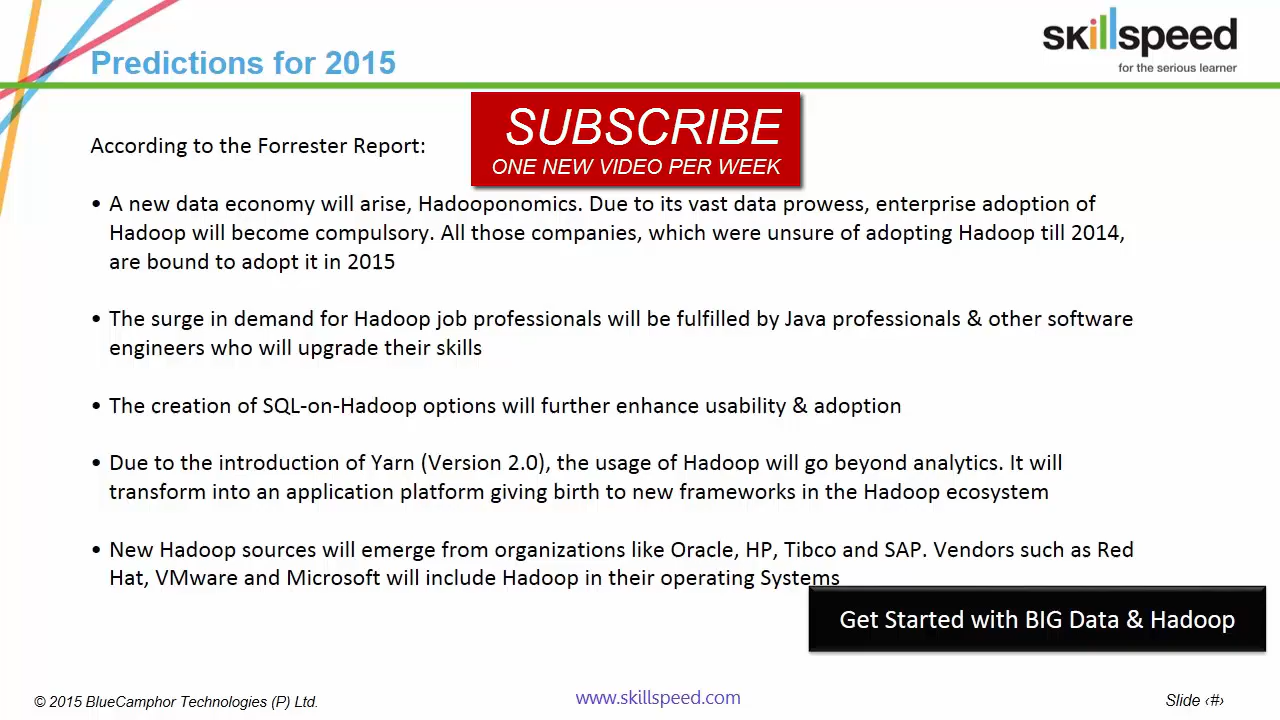 skillspeed
for the serious learner
Predictions for 2015
SUBSCRIBE
ONE NEW VIDEO PER WEEK
According to the Forrester Report:
• A new data economy will arise, Hadooponomics. Due to its vast data prowess, enterprise adoption of
Hadoop will become compulsory. All those companies, which were unsure of adopting Hadoop till 2014,
are bound to adopt it in 2015
• The surge in demand for Hadoop job professionals will be fulfilled by Java professionals & other software
engineers who will upgrade their skills
• The creation of SQL-on-Hadoop options will further enhance usability & adoption
• Due to the introduction of Yarn (Version 2.0), the usage of Hadoop will go beyond analytics. It will
transform into an application platform giving birth to new frameworks in the Hadoop ecosystem
• New Hadoop sources will emerge from organizations like Oracle, HP, Tibco and SAP. Vendors such as Red
Hat, VMware and Microsoft will include Hadoop in their operating Systems
Get Started with BIG Data & Hadoop
© 2015 BlueCamphor Technologies (P) Ltd.
www.skillspeed.com
Slide ‹#›